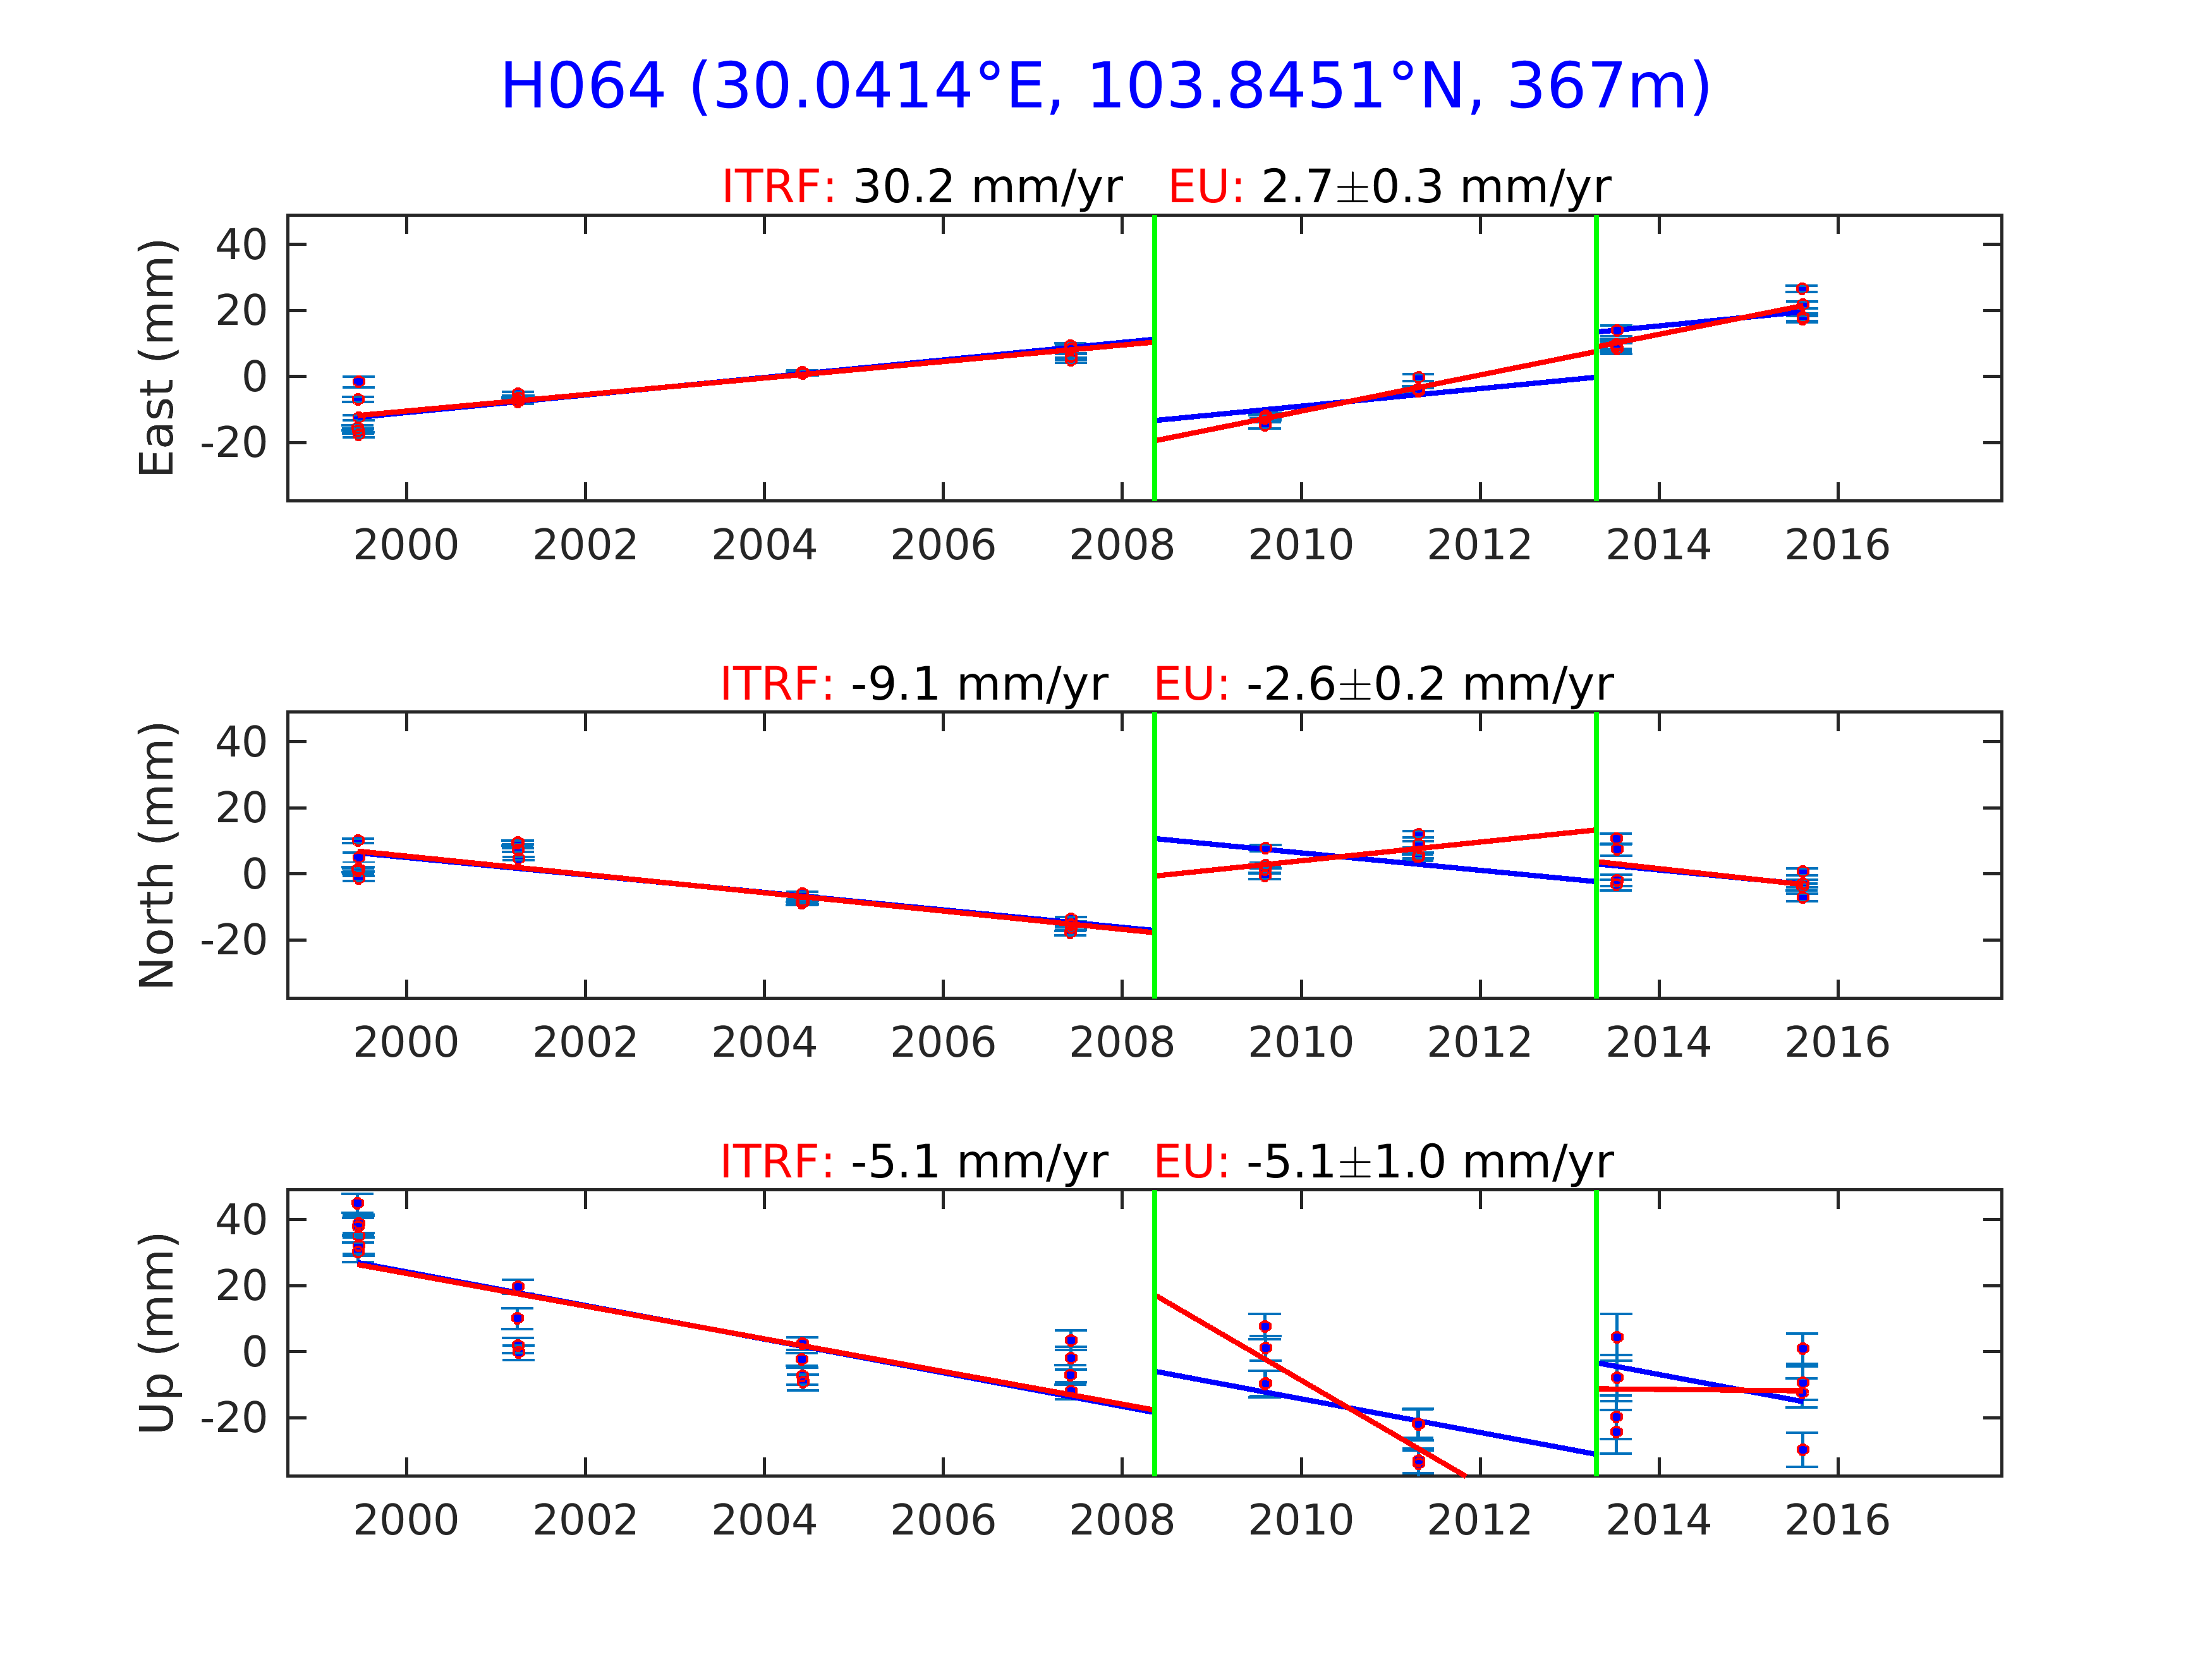 H064 (30.0414°E, 103.8451°N, 367m)
ITRF: 30.2 mm/yr EU: 2.7±0.3 mm/yr
East (mm)
40
20
0
-20
2000 2002 2004 2006 2008 2010 2012 2014 2016
ITRF: -9.1 mm/yr EU: -2.6±0.2 mm/yr
North (mm)
40
20
0
-20
2000 2002 2004 2006 2008 2010 2012 2014 2016
ITRF: -5.1 mm/yr EU: -5.1±1.0 mm/yr
Up (mm)
40
20
0
-20
2000 2002 2004 2006 2008 2010 2012 2014 2016